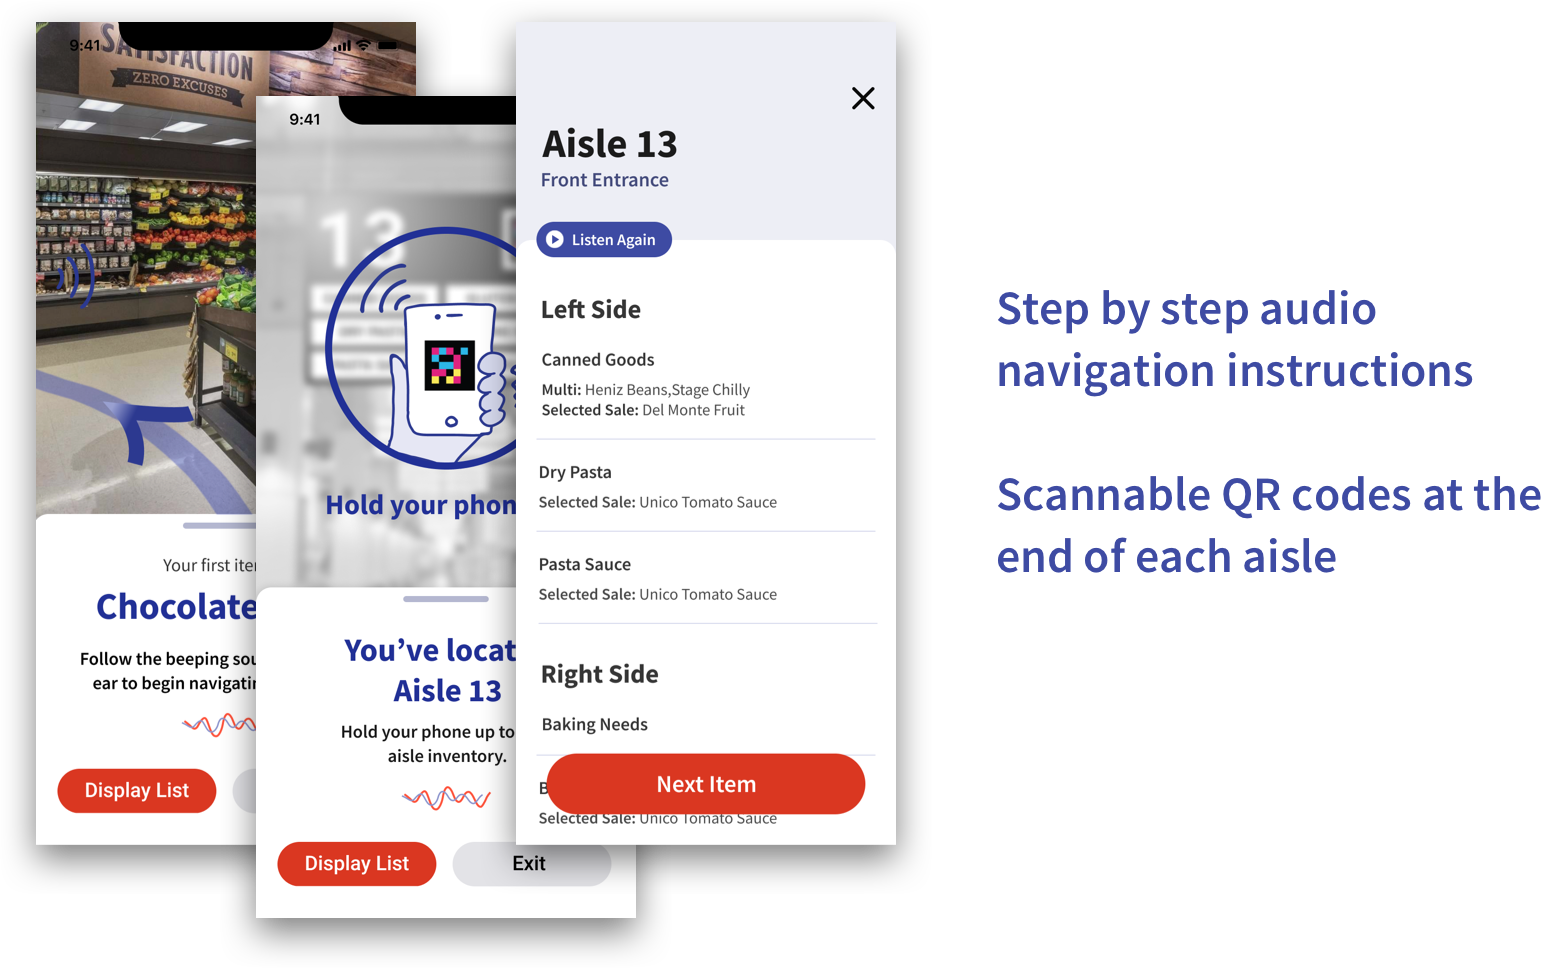 9:41
SATISFACTION
ZERO EXCUSES
Your first iter
Chocolate
Follow the beeping sou
ear to begin navigatin
Display List
9:41
13
Hold your phon
You've locat
Aisle 13
Hold your phone up to
aisle inventory.
Display List
Exit
Aisle 13
Front Entrance
Listen Again
Left Side
Canned Goods
Multi: Heniz Beans,Stage Chilly
Selected Sale: Del Monte Fruit
Dry Pasta
Selected Sale: Unico Tomato Sauce
Pasta Sauce
Selected Sale: Unico Tomato Sauce
Right Side
Baking Needs
B
Next Item
Selected Sale: Unico Tomato Sauce
Step by step audio
navigation instructions
Scannable QR codes at the
end of each aisle